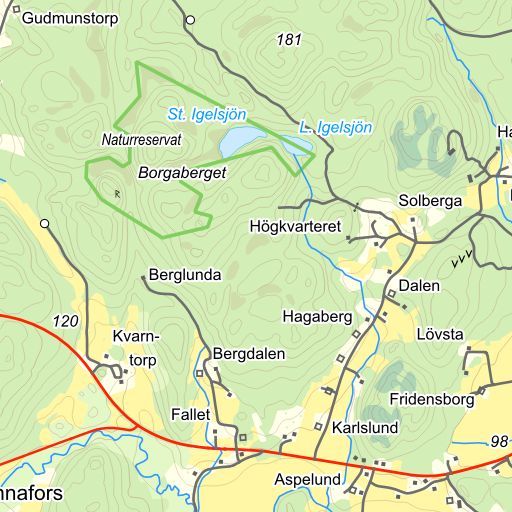 Gudmunstorp
181
St. Igelsjön
L. Igelsjön
Naturreservat
Ha
Borgaberget
R
Solberga
Högkvarteret
Berglunda
Dalen
120
Hagaberg
Kvarn-
torp
Lövsta
Bergdalen
Fridensborg
Fallet
Karlslund
98
Aspelund
nnafors